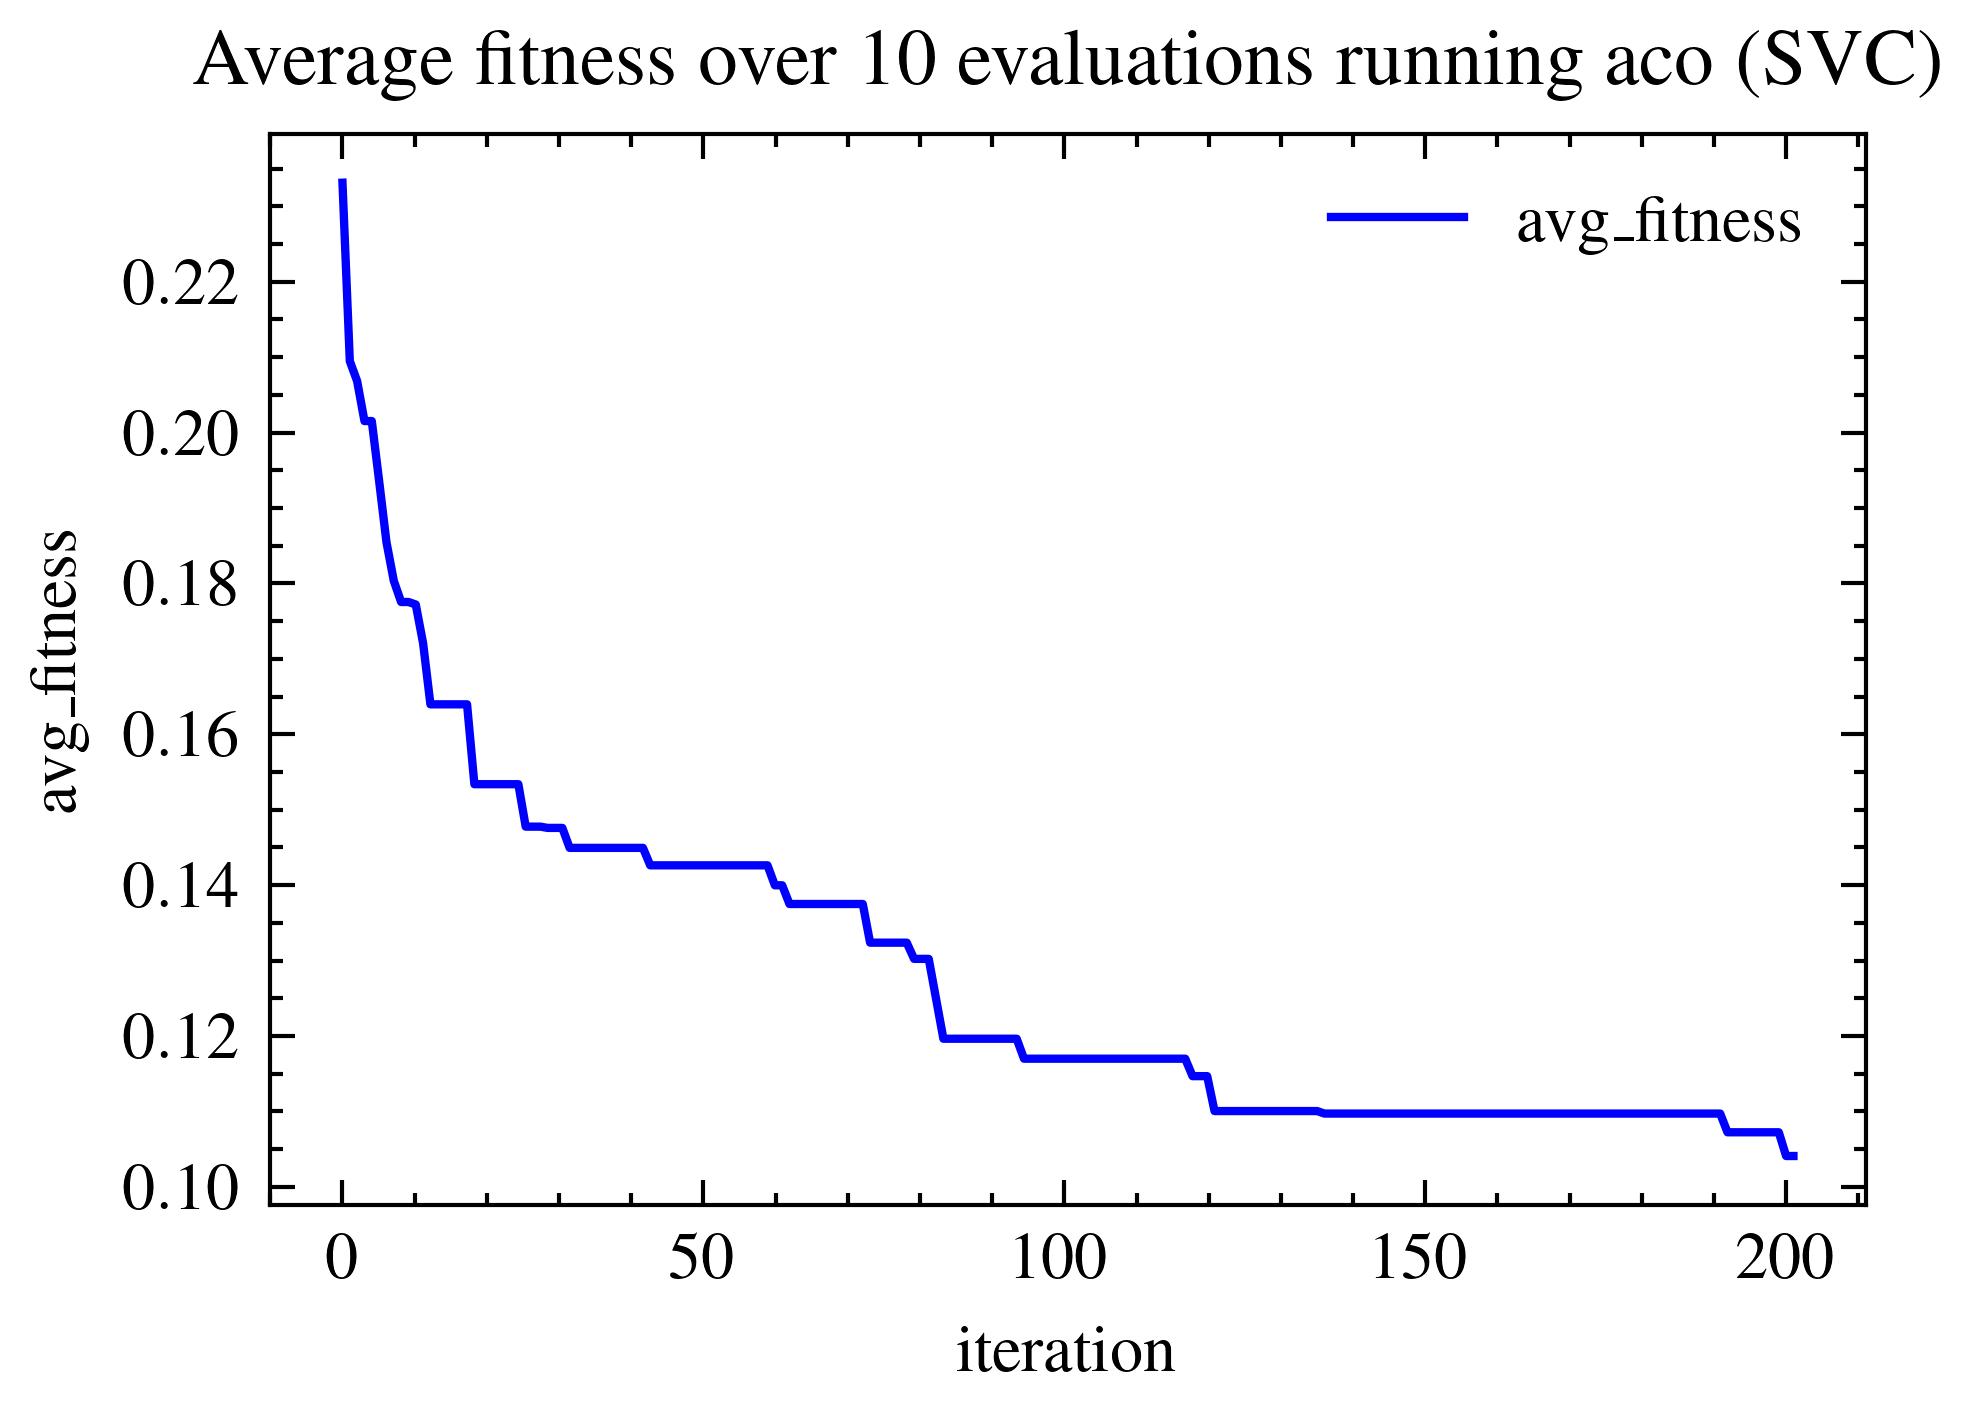 Average fitness over 10 evaluations running aco (SVC)
avg_fitness
0.22
0.20
0.18
0.16
0.14
0.12
0.10
avg_fitness
0 50 100 150 200
iteration